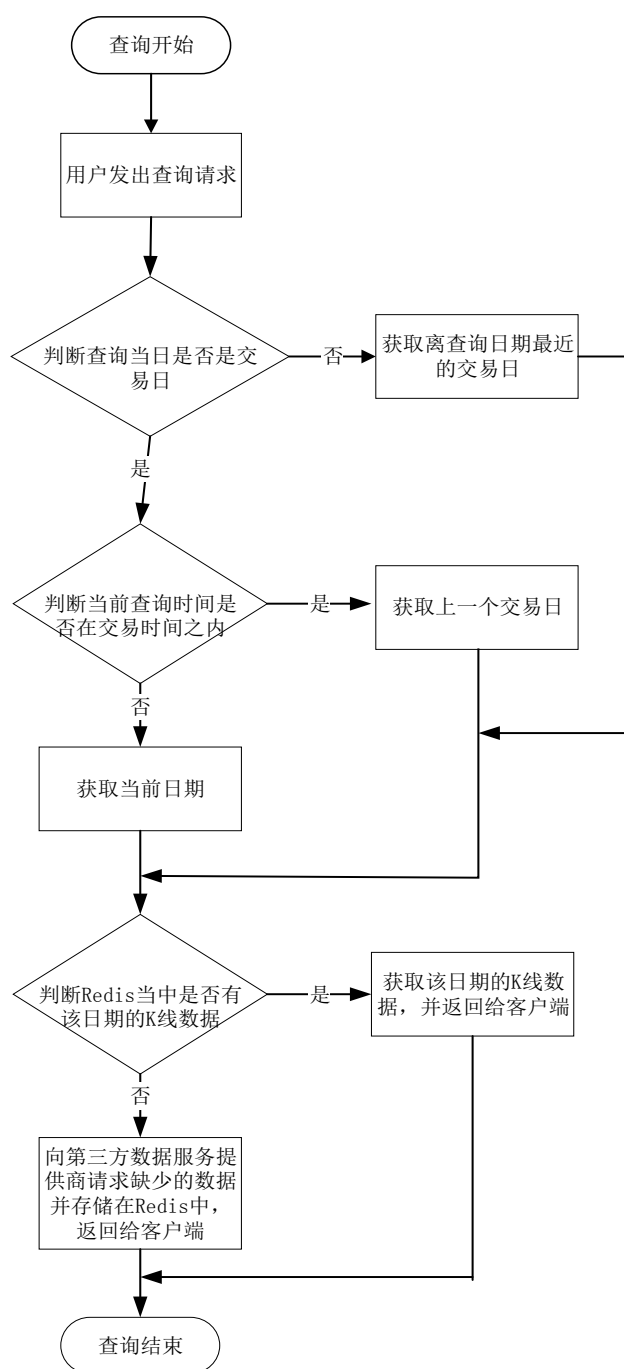 查询开始
用户发出查询请求
判断查询当日是否是交
易日
否
获取离查询日期最近
的交易日
是
判断当前查询时间是
否在交易时间之内
是
获取上一个交易日
否
获取当前日期
判断Redis当中是否有
该日期的K线数据
是
获取该日期的K线数
据，并返回给客户端
否
向第三方数据服务提
供商请求缺少的数据
并存储在Redis中，
返回给客户端
查询结束